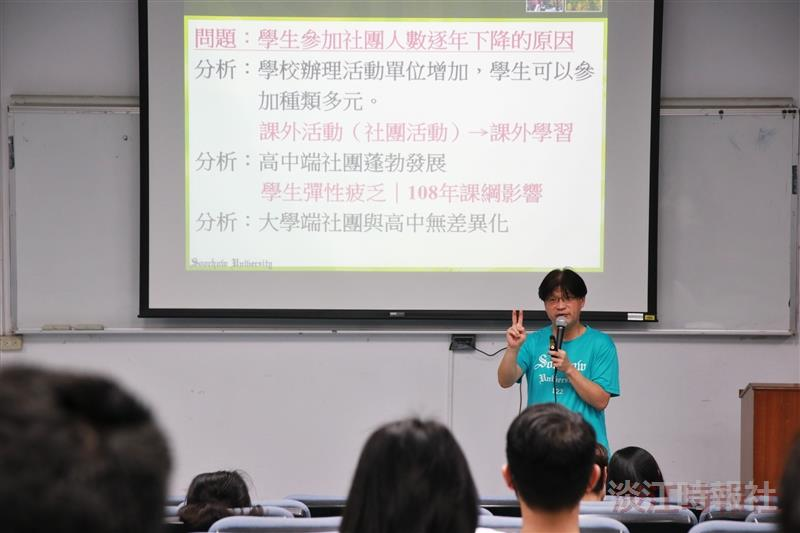 問題：學生參加社團人數逐年下降的原因
分析：學校辦理活動單位增加，學生可以參
加種類多元。
課外活動（社團活動）→課外學習
分析：高中端社團蓬勃發展
學生彈性疲乏｜108年課綱影響
分析：大學端社團與高中無差異化
Soochow University
Soochow
University
122
淡江時報社